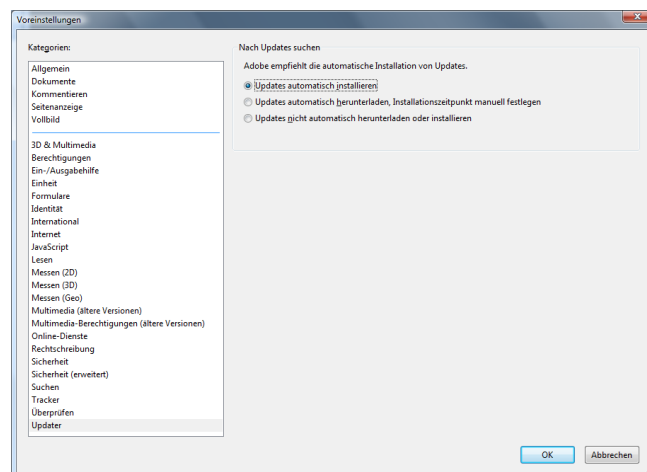 Voreinstellungen
Kategorien:
Allgemein
Dokumente
Kommentieren
Seitenanzeige
Vollbild
3D & Multimedia
Berechtigungen
Ein-/Ausgabehilfe
Einheit
Formulare
Identität
International
Internet
JavaScript
Lesen
Messen (2D)
Messen (3D)
Messen (Geo)
Multimedia (ältere Versionen)
Multimedia-Berechtigungen (ältere Versionen)
Online-Dienste
Rechtschreibung
Sicherheit
Sicherheit (erweitert)
Suchen
Tracker
Überprüfen
Updater
Nach Updates suchen
Adobe empfiehlt die automatische Installation von Updates.
Updates automatisch installieren
Updates automatisch herunterladen, Installationszeitpunkt manuell festlegen
Updates nicht automatisch herunterladen oder installieren
OK
Abbrechen